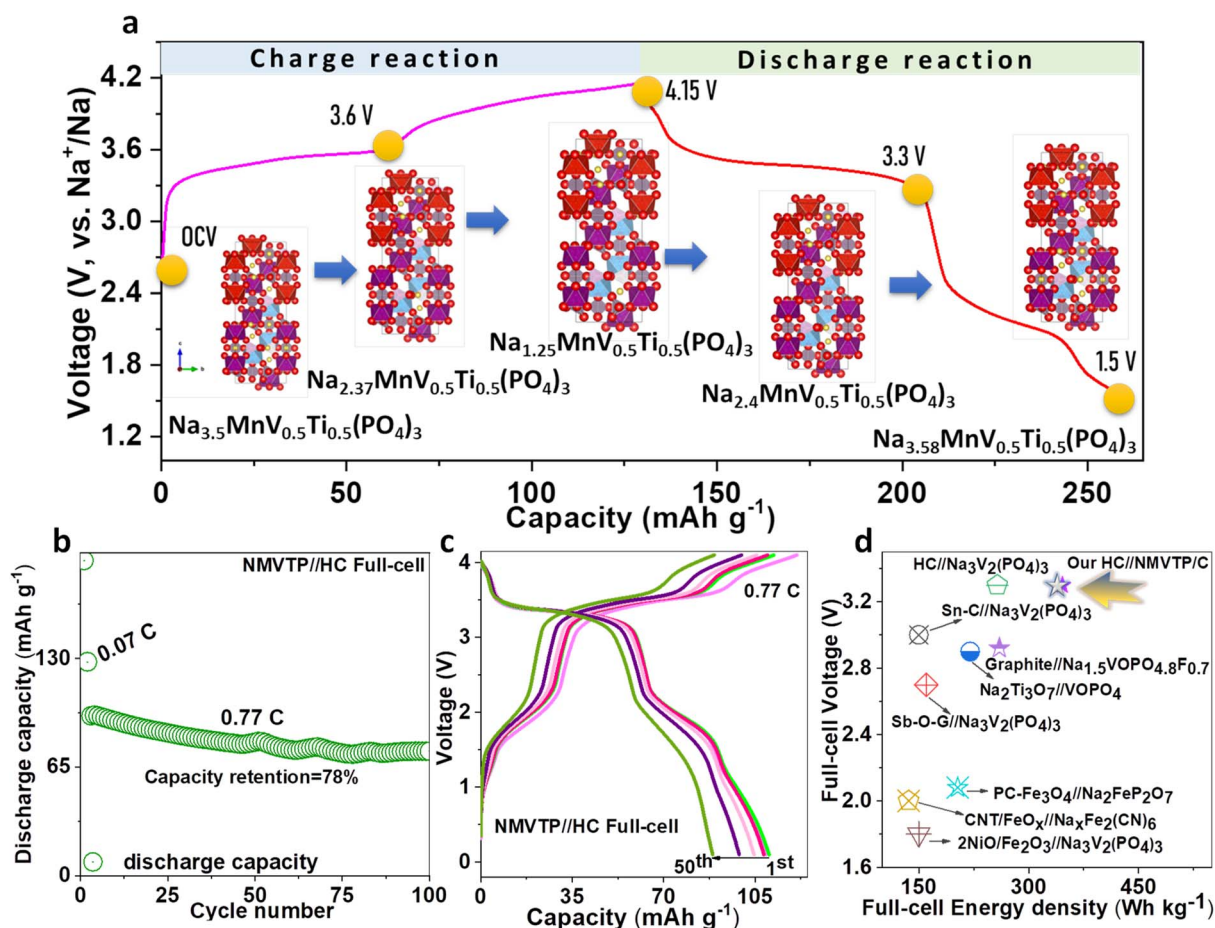 a
Charge reaction
Discharge reaction
Voltage (V, vs. Na⁺/Na)
4.2
3.6
3.0
2.4
1.8
1.2
OCV
3.6 V
4.15 V
3.3 V
1.5 V
c
b
Na₃.₅MnV₀.₅Ti₀.₅(PO₄)₃
Na₂.₃₇MnV₀.₅Ti₀.₅(PO₄)₃
Na₁.₂₅MnV₀.₅Ti₀.₅(PO₄)₃
Na₂.₄MnV₀.₅Ti₀.₅(PO₄)₃
Na₃.₅₈MnV₀.₅Ti₀.₅(PO₄)₃
0 50 100 150 200 250
Capacity (mAh g⁻¹)
b
Discharge capacity (mAh g⁻¹)
130
65
0
NMVTP//HC Full-cell
0.07 C
0.77 C
Capacity retention=78%
discharge capacity
0 25 50 75 100
Cycle number
c
Voltage (V)
4
3
2
1
0
0.77 C
NMVTP//HC Full-cell
50th
1st
0 35 70 105
Capacity (mAh g⁻¹)
d
Full-cell Voltage (V)
3.2
2.8
2.4
2.0
1.6
HC//Na₃V₂(PO₄)₃
Our HC//NMVTP/C
Sn-C//Na₃V₂(PO₄)₃
Graphite//Na₁.₅VOPO₄.₈F₀.₇
Na₂Ti₃O₇//VOPO₄
Sb-O-G//Na₃V₂(PO₄)₃
PC-Fe₃O₄//Na₂FeP₂O₇
CNT/FeOₓ//NaₓFe₂(CN)₆
2NiO/Fe₂O₃//Na₃V₂(PO₄)₃
150 300 450
Full-cell Energy density (Wh kg⁻¹)